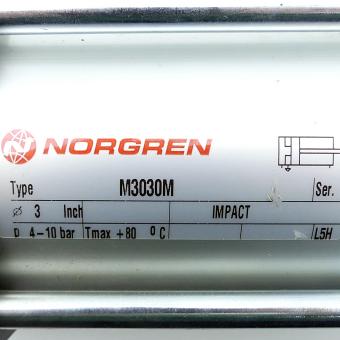 NORGREN
Type M3030M Ser.
⌀ 3 Inch IMPACT
p 4-10 bar Tmax +80 °C L5H